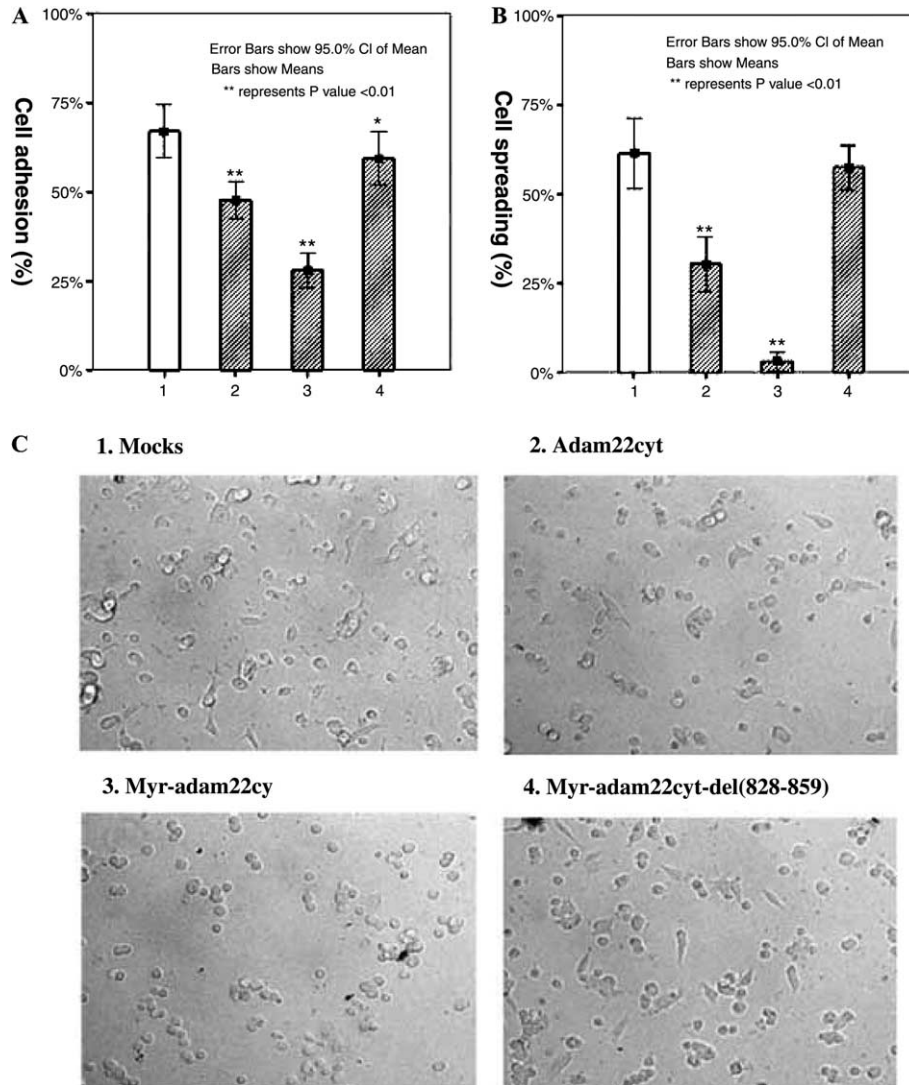 A
Error Bars show 95.0% CI of Mean
Bars show Means
** represents P value <0.01
Cell adhesion (%)
100%
75%
50%
25%
0%
**
**
*
1 2 3 4
B
Error Bars show 95.0% CI of Mean
Bars show Means
** represents P value <0.01
Cell spreading (%)
100%
75%
50%
25%
0%
**
**
1 2 3 4
C
1. Mocks
2. Adam22cyt
3. Myr-adam22cy
4. Myr-adam22cyt-del(828-859)